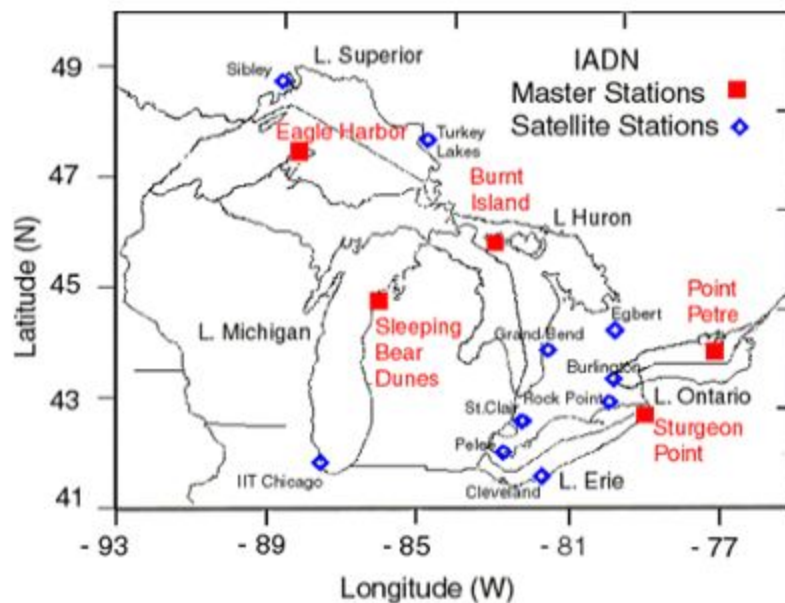 L. Superior
IADN
Master Stations
Satellite Stations
Sibley
Eagle Harbor
Turkey
Lakes
Burnt
Island
L Huron
L. Michigan
Sleeping
Bear
Dunes
Grand Bend
Egbert
Point
Petre
Burlington
Rock Point
L. Ontario
St.Clair
Sturgeon
Point
Pelee
IIT Chicago
Cleveland
L. Erie
Latitude (N)
49
47
45
43
41
- 93
- 89
- 85
- 81
- 77
Longitude (W)